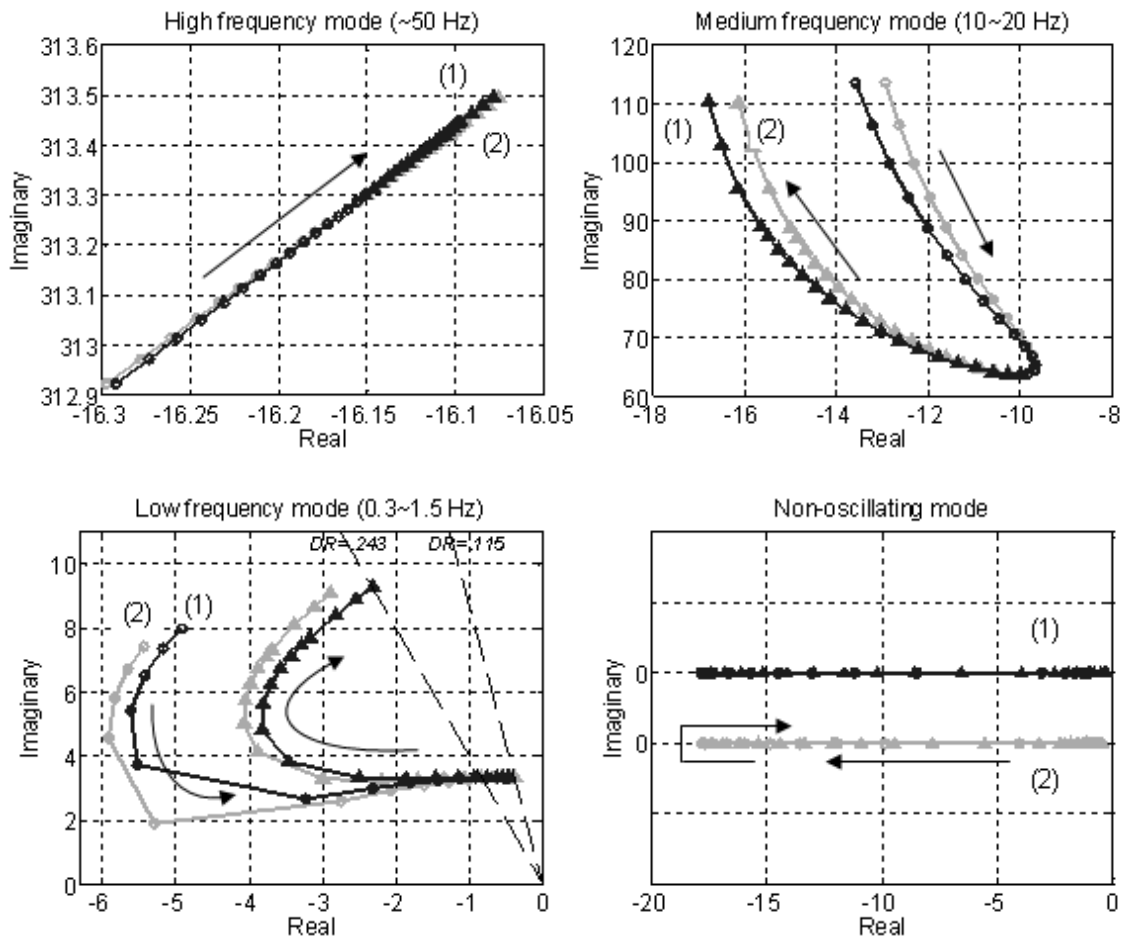 High frequency mode (~50 Hz)
313.6
313.5
313.4
313.3
313.2
313.1
313
312.9
Imaginary
(1)
(2)
-16.3 -16.25 -16.2 -16.15 -16.1 -16.05
Real
Medium frequency mode (10~20 Hz)
120
110
100
90
80
70
60
Imaginary
(1) (2)
-18 -16 -14 -12 -10 -8
Real
Low frequency mode (0.3~1.5 Hz)
DR=.243 DR=.115
10
8
6
4
2
0
Imaginary
(2) (1)
-6 -5 -4 -3 -2 -1 0
Real
Non-oscillating mode
Imaginary
(1)
0
0
(2)
-20 -15 -10 -5 0
Real